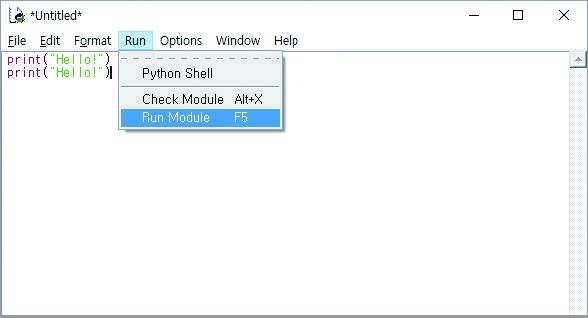 *Untitled*
File Edit Format Run Options Window Help
print("Hello!")
print("Hello!")
Python Shell
Check Module Alt+X
Run Module F5